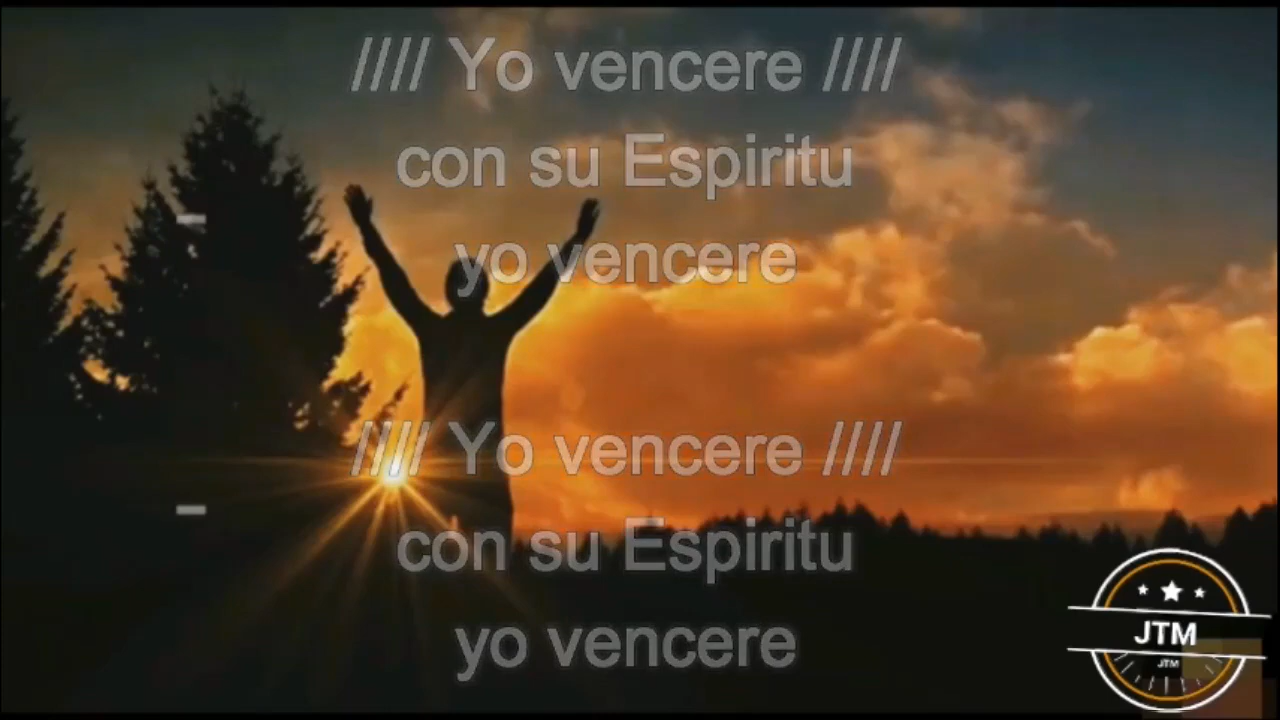 //// Yo vencere ////
con su Espiritu
-
yo vencere
//// Yo vencere ////
-
con su Espiritu
yo vencere
JTM
JTM